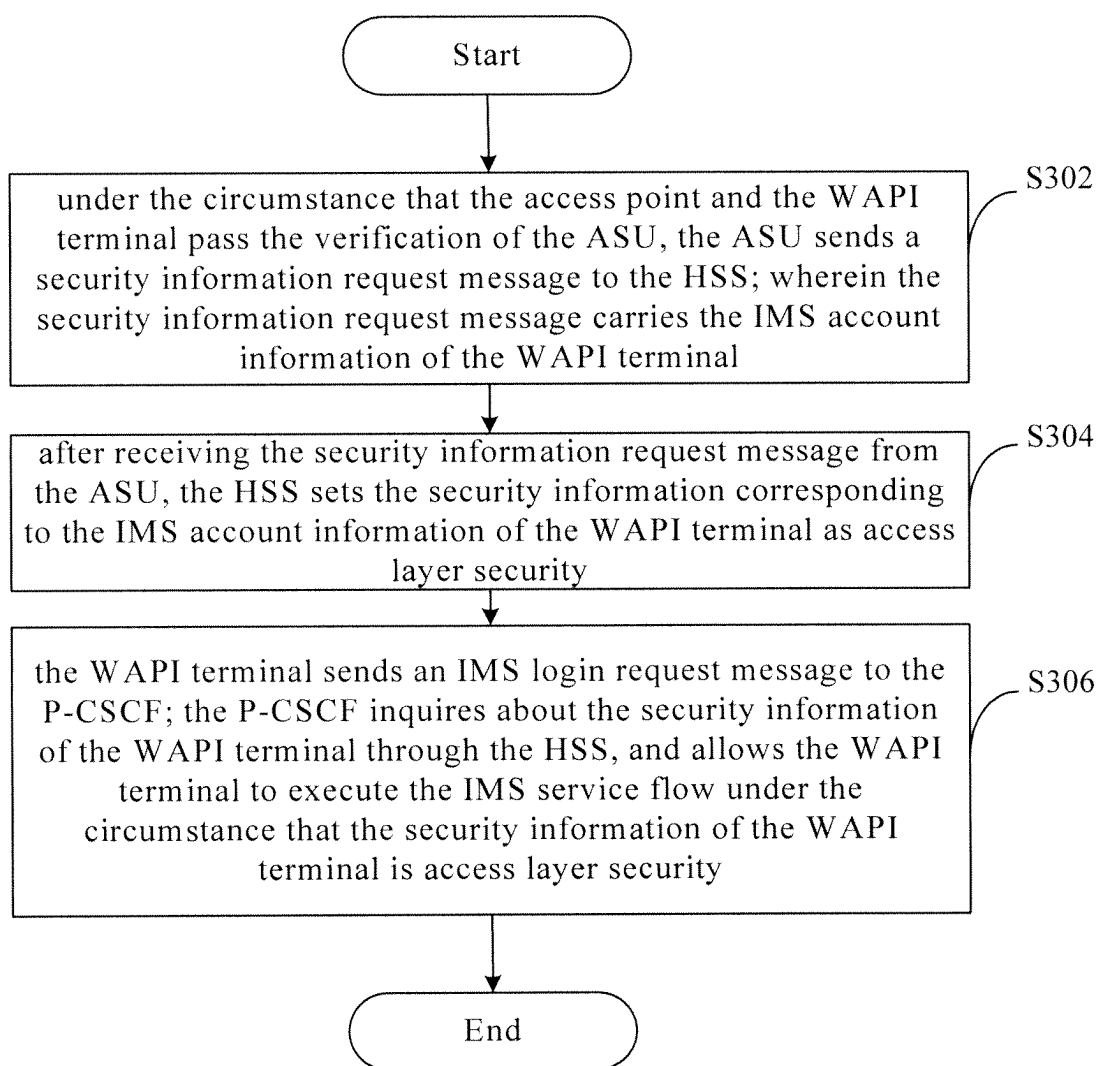 Start
under the circumstance that the access point and the WAPI
terminal pass the verification of the ASU, the ASU sends a
security information request message to the HSS; wherein the
security information request message carries the IMS account
information of the WAPI terminal
S302
after receiving the security information request message from
the ASU, the HSS sets the security information corresponding
to the IMS account information of the WAPI terminal as access
layer security
S304
the WAPI terminal sends an IMS login request message to the
P-CSCF; the P-CSCF inquires about the security information
of the WAPI terminal through the HSS, and allows the WAPI
terminal to execute the IMS service flow under the
circumstance that the security information of the WAPI
terminal is access layer security
S306
End